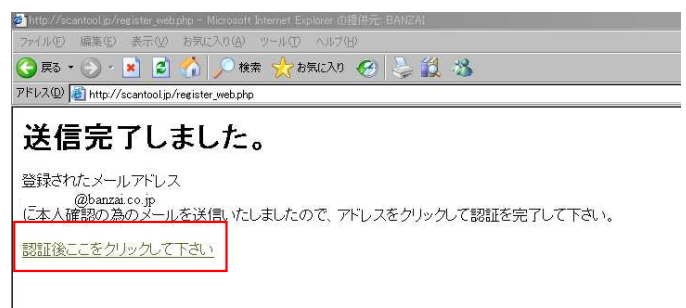 http://scantool.jp/register_web.php - Microsoft Internet Explorer の提供元: BANZAI
ファイル(F) 編集(E) 表示(V) お気に入り(A) ツール(T) ヘルプ(H)
戻る 検索 お気に入り
アドレス(D) http://scantool.jp/register_web.php
送信完了しました。
登録されたメールアドレス
@banzai.co.jp
に本人確認の為のメールを送信いたしましたので、アドレスをクリックして認証を完了して下さい。
認証後ここをクリックして下さい